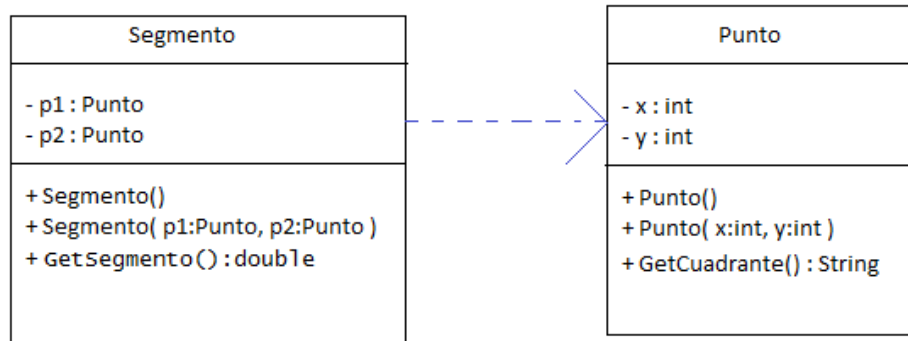 Segmento
- p1 : Punto
- p2 : Punto
+ Segmento()
+ Segmento( p1:Punto, p2:Punto )
+ GetSegmento():double
Punto
- x : int
- y : int
+ Punto()
+ Punto( x:int, y:int )
+ GetCuadrante() : String